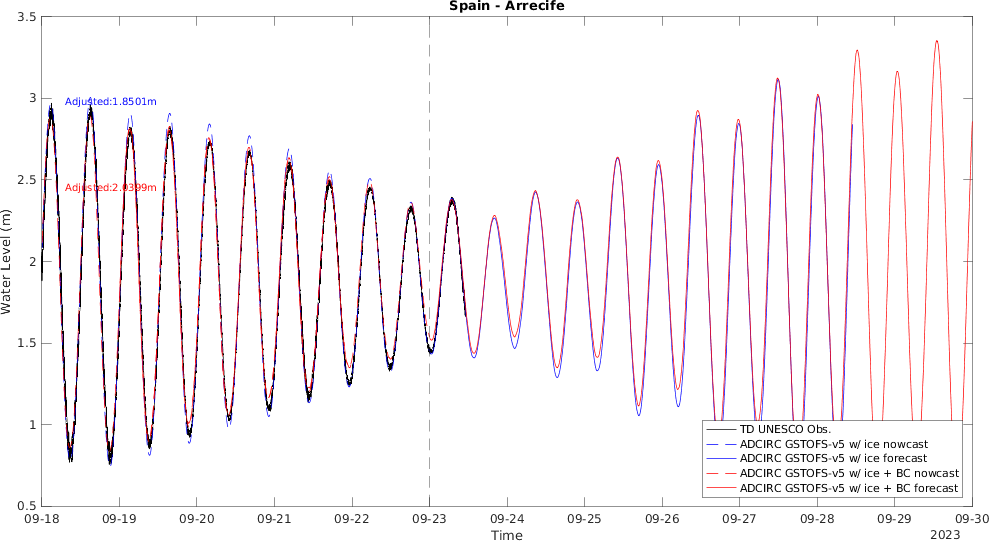 Spain - Arrecife
Water Level (m)
3.5
3
2.5
2
1.5
1
0.5
Adjusted:1.8501m
Adjusted:2.0399m
TD UNESCO Obs.
ADCIRC GSTOFS-v5 w/ ice nowcast
ADCIRC GSTOFS-v5 w/ ice forecast
ADCIRC GSTOFS-v5 w/ ice + BC nowcast
ADCIRC GSTOFS-v5 w/ ice + BC forecast
09-18 09-19 09-20 09-21 09-22 09-23 09-24 09-25 09-26 09-27 09-28 09-29 09-30
Time
2023